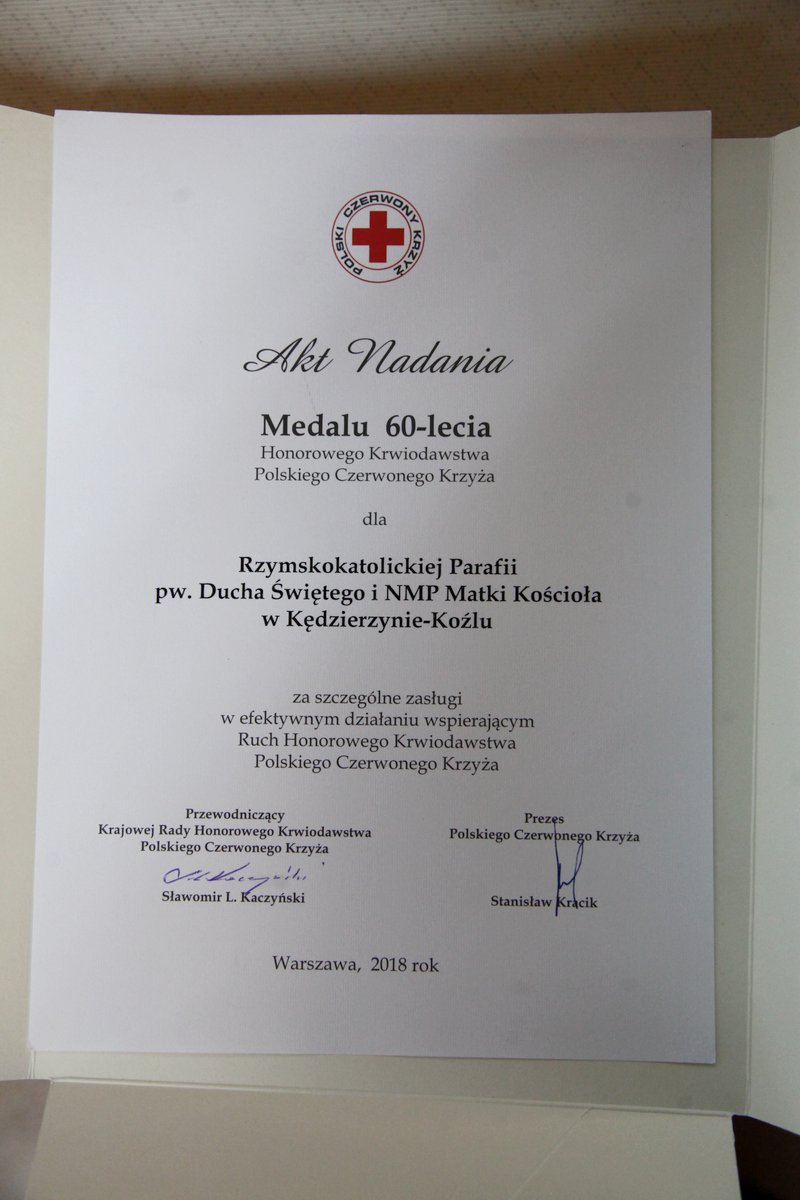 POLSKI CZERWONY KRZYŻ
Akt Nadania
Medalu 60-lecia
Honorowego Krwiodawstwa
Polskiego Czerwonego Krzyża
dla
Rzymskokatolickiej Parafii
pw. Ducha Świętego i NMP Matki Kościoła
w Kędzierzynie-Koźlu
za szczególne zasługi
w efektywnym działaniu wspierającym
Ruch Honorowego Krwiodawstwa
Polskiego Czerwonego Krzyża
Przewodniczący
Krajowej Rady Honorowego Krwiodawstwa
Polskiego Czerwonego Krzyża
Sławomir L. Kaczyński
Prezes
Polskiego Czerwonego Krzyża
Stanisław Kracik
Warszawa, 2018 rok